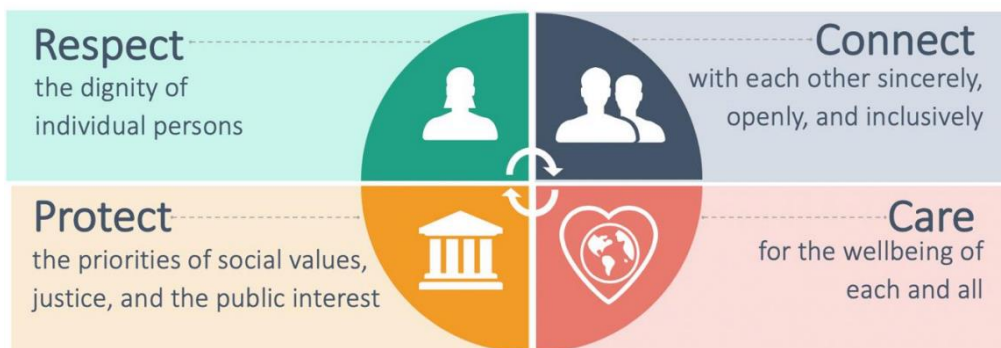 Respect
the dignity of
individual persons
Connect
with each other sincerely,
openly, and inclusively
Protect
the priorities of social values,
justice, and the public interest
Care
for the wellbeing of
each and all